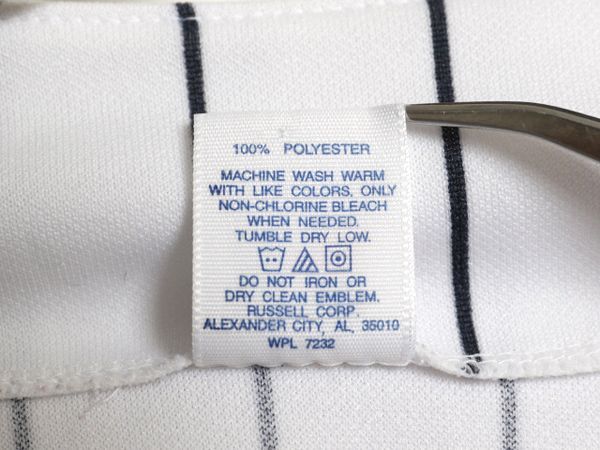 100% POLYESTER
MACHINE WASH WARM
WITH LIKE COLORS. ONLY
NON-CHLORINE BLEACH
WHEN NEEDED.
TUMBLE DRY LOW.
DO NOT IRON OR
DRY CLEAN EMBLEM.
RUSSELL CORP.
ALEXANDER CITY, AL, 35010
WPL 7232